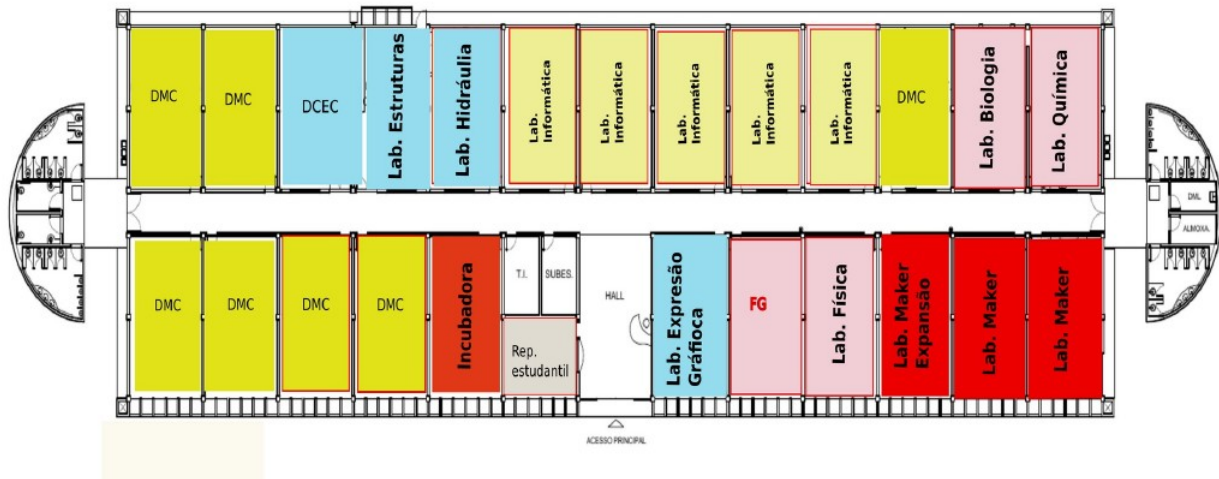 DMC
DMC
DCEC
Lab. Estruturas
Lab. Hidráulia
Lab.
Informática
Lab.
Informática
Lab.
Informática
Lab.
Informática
Lab.
Informática
DMC
Lab. Biologia
Lab. Química
DML
ALMOXA.
DMC
DMC
DMC
DMC
Incubadora
T.I.
SUBES.
Rep.
estudantil
HALL
Lab. Expresão
Gráfioca
FG
Lab. Física
Lab. Maker
Expansão
Lab. Maker
Lab. Maker
ACESSO PRINCIPAL